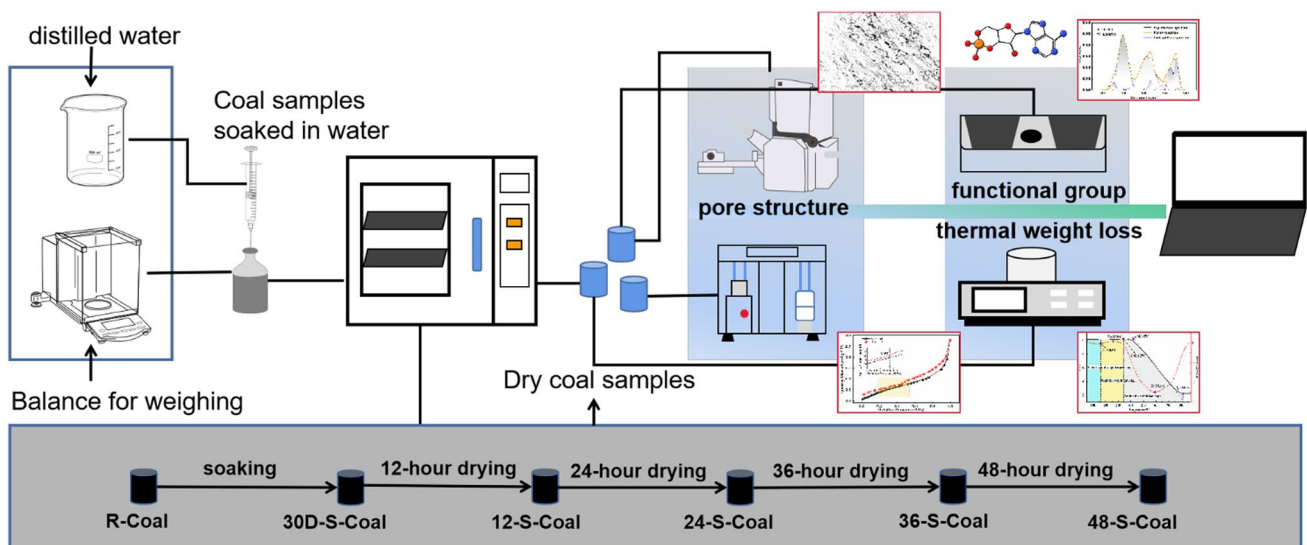 distilled water
Coal samples
soaked in water
Balance for weighing
Dry coal samples
pore structure
functional group
thermal weight loss
soaking
12-hour drying
24-hour drying
36-hour drying
48-hour drying
R-Coal
30D-S-Coal
12-S-Coal
24-S-Coal
36-S-Coal
48-S-Coal